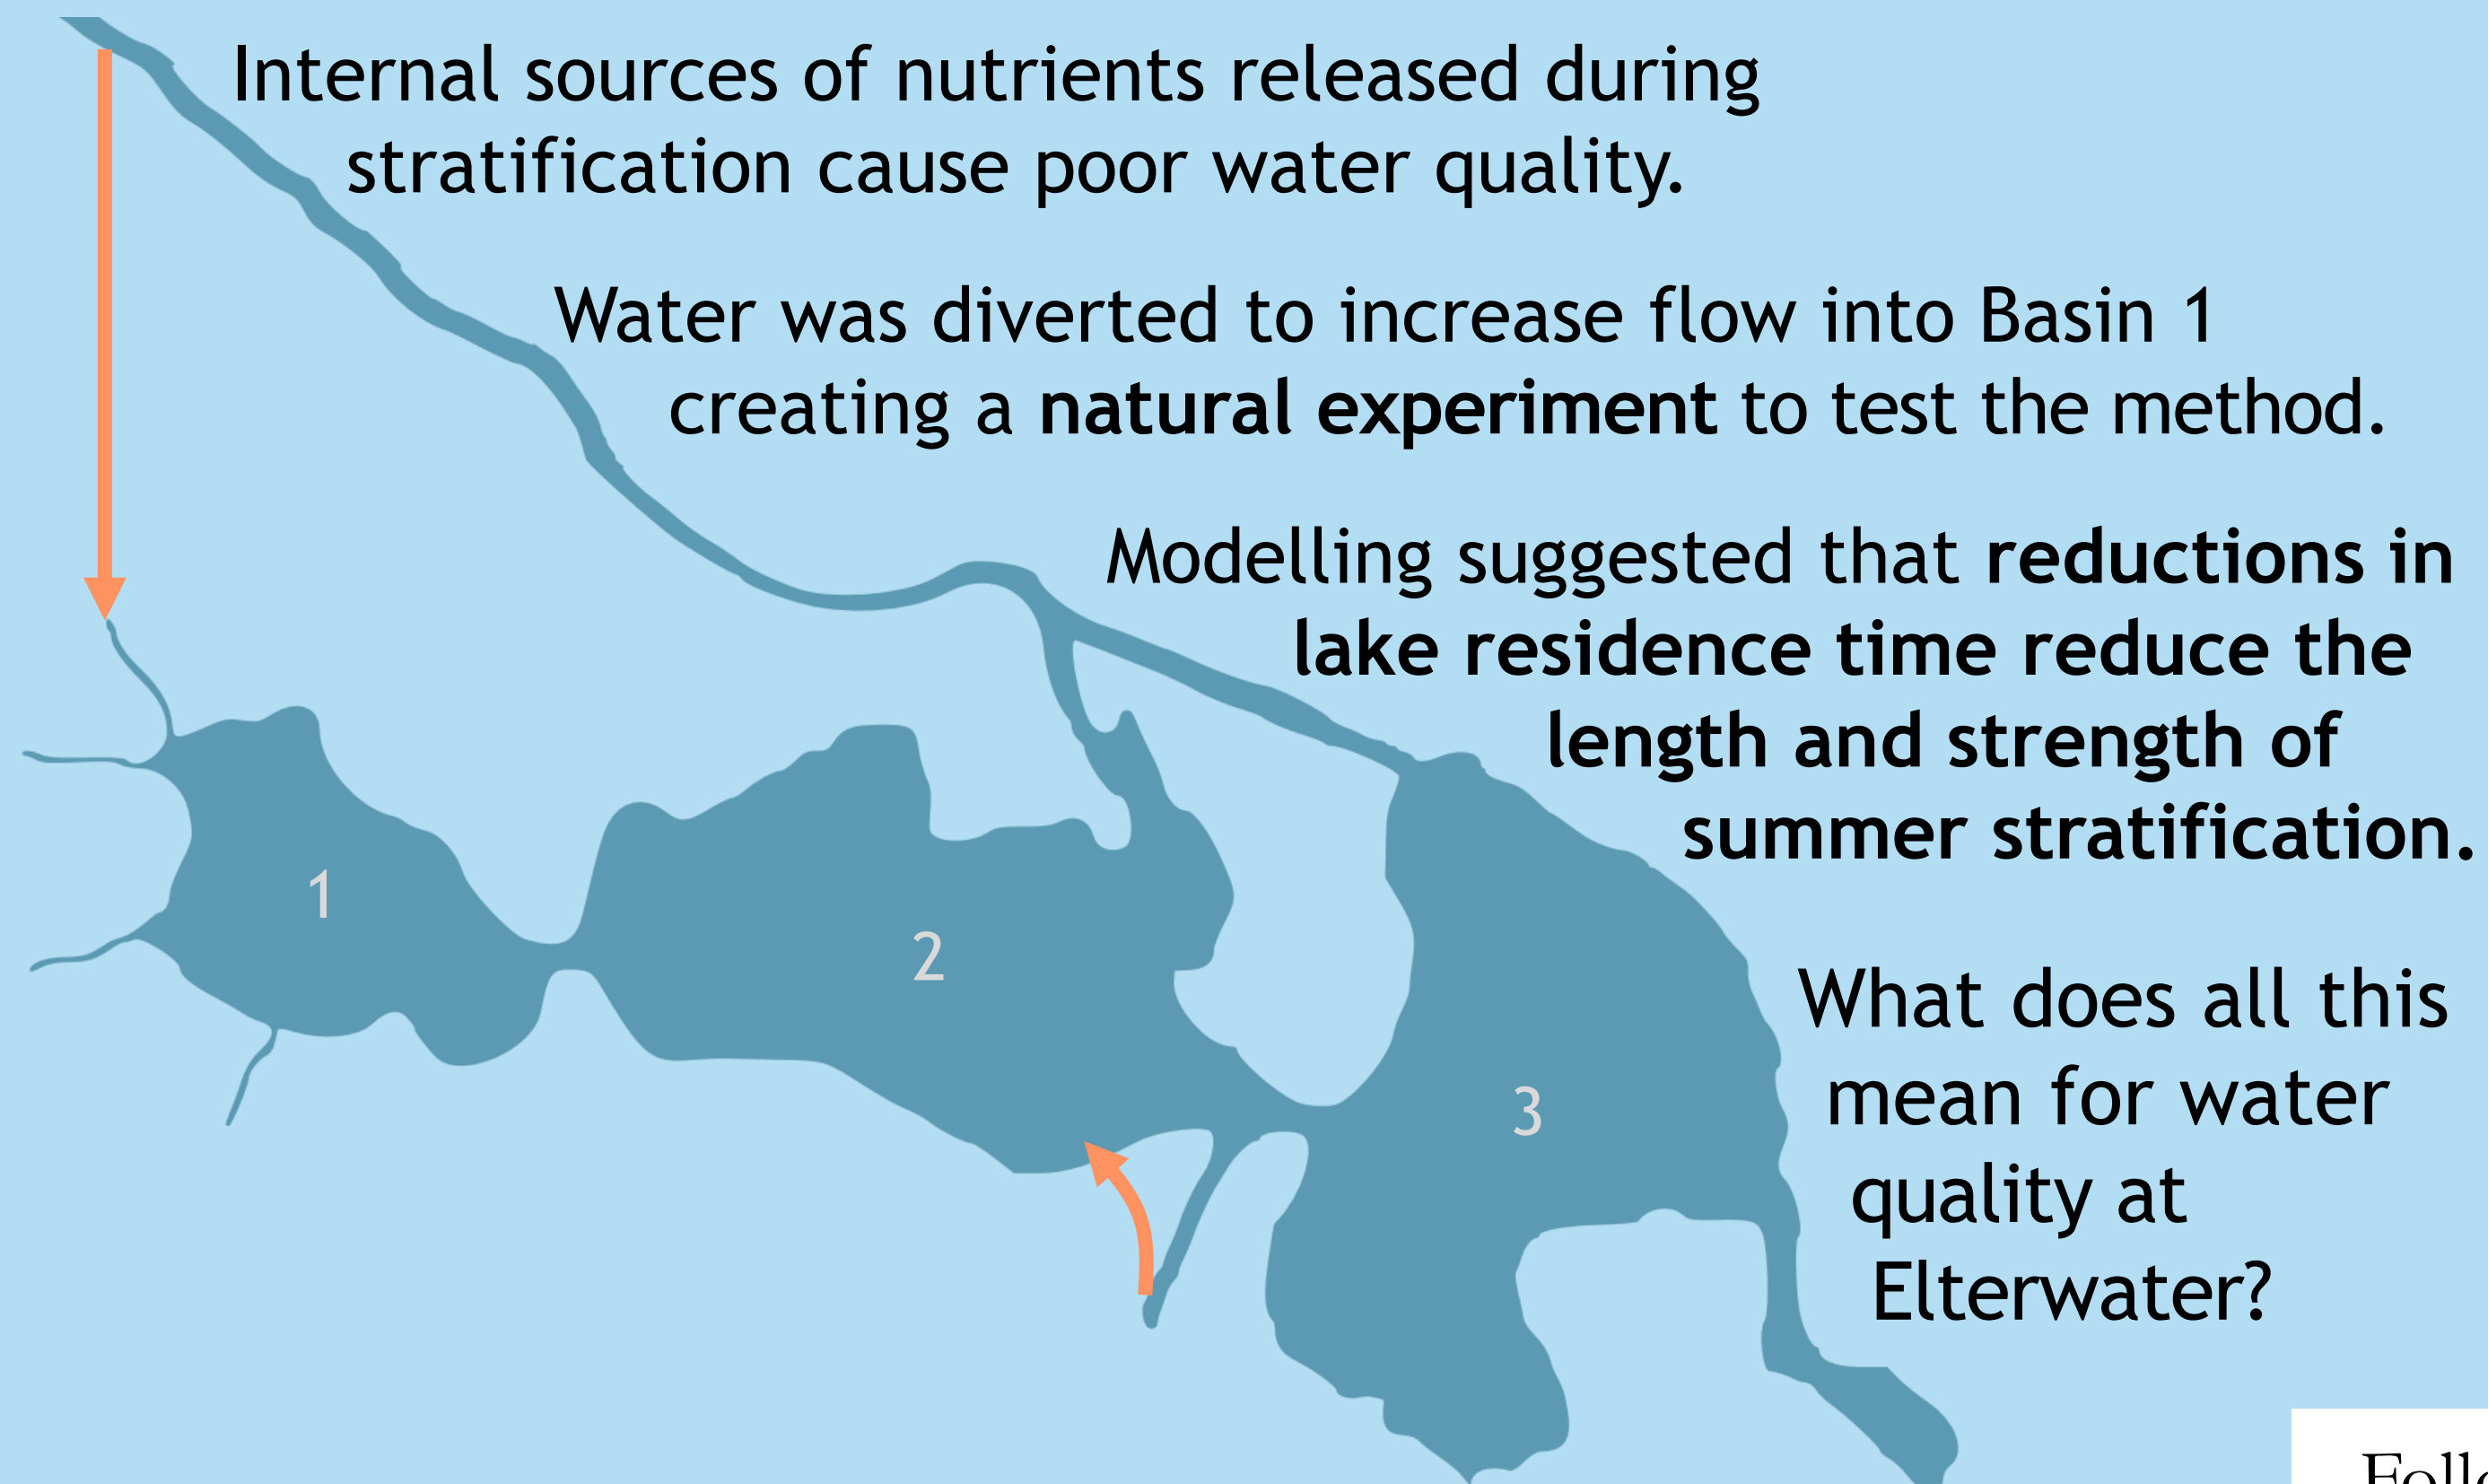 Internal sources of nutrients released during
stratification cause poor water quality.
Water was diverted to increase flow into Basin 1
creating a natural experiment to test the method.
Modelling suggested that reductions in
lake residence time reduce the
length and strength of
summer stratification.
1
2
3
What does all this
mean for water
quality at
Elterwater?